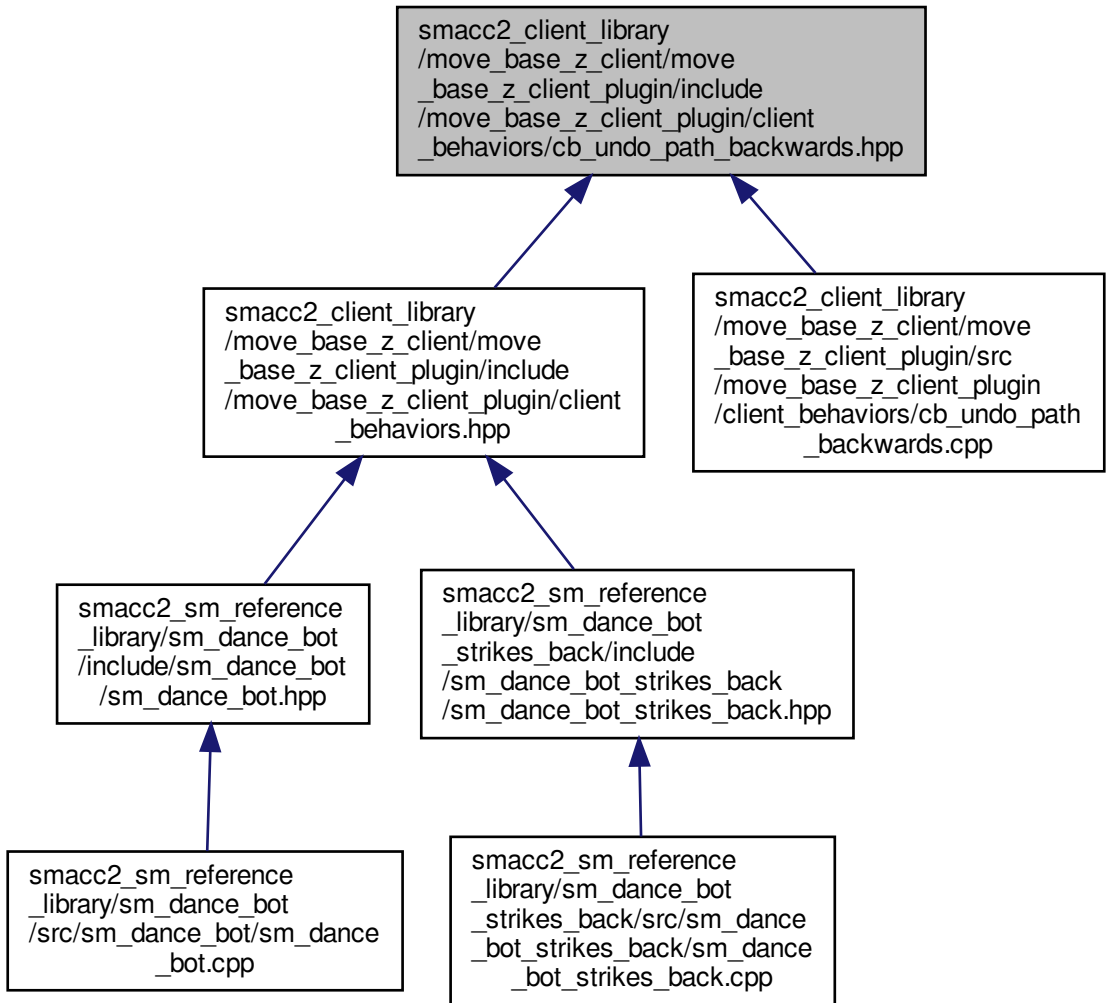 smacc2_client_library
/move_base_z_client/move
_base_z_client_plugin/include
/move_base_z_client_plugin/client
_behaviors/cb_undo_path_backwards.hpp
smacc2_client_library
/move_base_z_client/move
_base_z_client_plugin/include
/move_base_z_client_plugin/client
_behaviors.hpp
smacc2_client_library
/move_base_z_client/move
_base_z_client_plugin/src
/move_base_z_client_plugin
/client_behaviors/cb_undo_path
_backwards.cpp
smacc2_sm_reference
_library/sm_dance_bot
/include/sm_dance_bot
/sm_dance_bot.hpp
smacc2_sm_reference
_library/sm_dance_bot
_strikes_back/include
/sm_dance_bot_strikes_back
/sm_dance_bot_strikes_back.hpp
smacc2_sm_reference
_library/sm_dance_bot
/src/sm_dance_bot/sm_dance
_bot.cpp
smacc2_sm_reference
_library/sm_dance_bot
_strikes_back/src/sm_dance
_bot_strikes_back/sm_dance
_bot_strikes_back.cpp